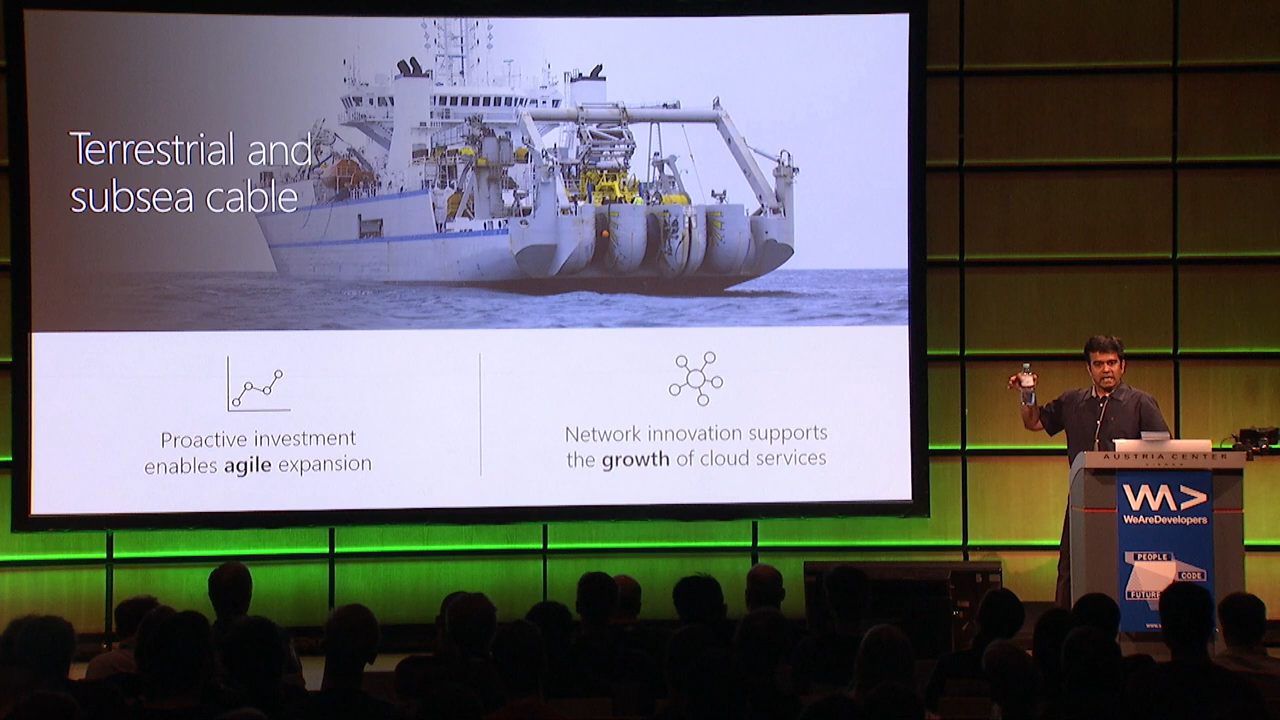 Terrestrial and
subsea cable
Proactive investment
enables agile expansion
Network innovation supports
the growth of cloud services
AUSTRIA CENTER
VIENNA
WeAreDevelopers
PEOPLE
CODE
FUTURE